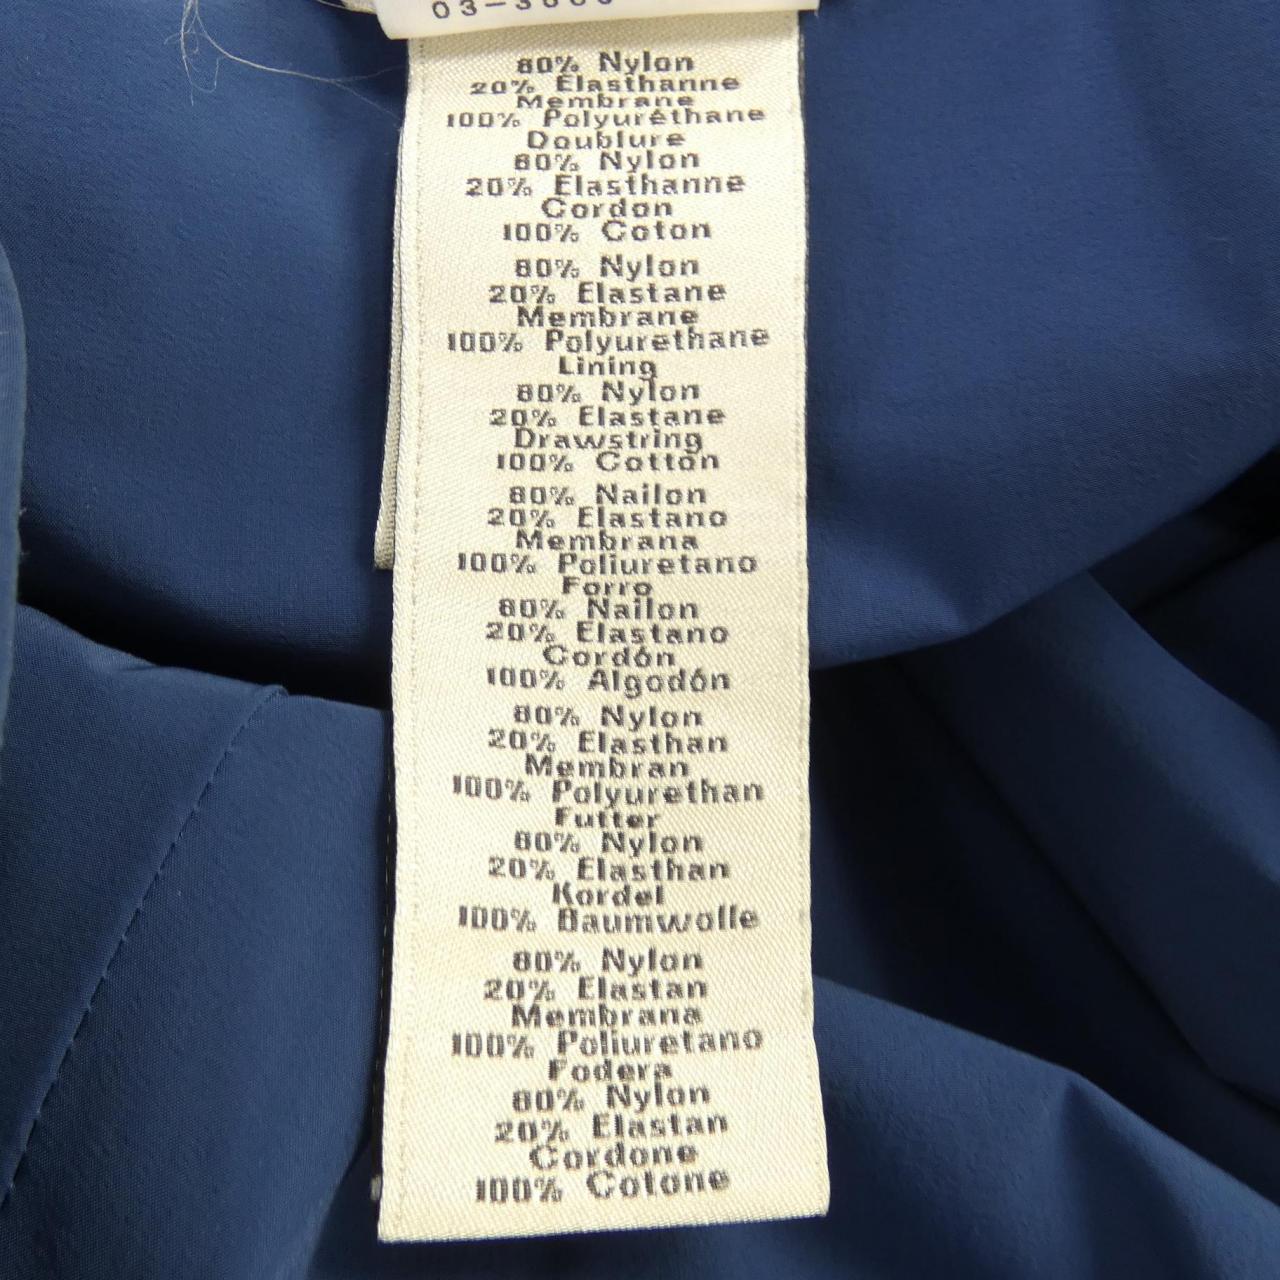 80% Nylon
20% Élasthanne
Membrane
100% Polyuréthane
Doublure
80% Nylon
20% Élasthanne
Cordon
100% Coton
80% Nylon
20% Elastane
Membrane
100% Polyurethane
Lining
80% Nylon
20% Elastane
Drawstring
100% Cotton
80% Nailon
20% Elastano
Membrana
100% Poliuretano
Forro
80% Nailon
20% Elastano
Cordón
100% Algodón
80% Nylon
20% Elasthan
Membran
100% Polyurethan
Futter
80% Nylon
20% Elasthan
Kordel
100% Baumwolle
80% Nylon
20% Elastan
Membrana
100% Poliuretano
Fodera
80% Nylon
20% Elastan
Cordone
100% Cotone